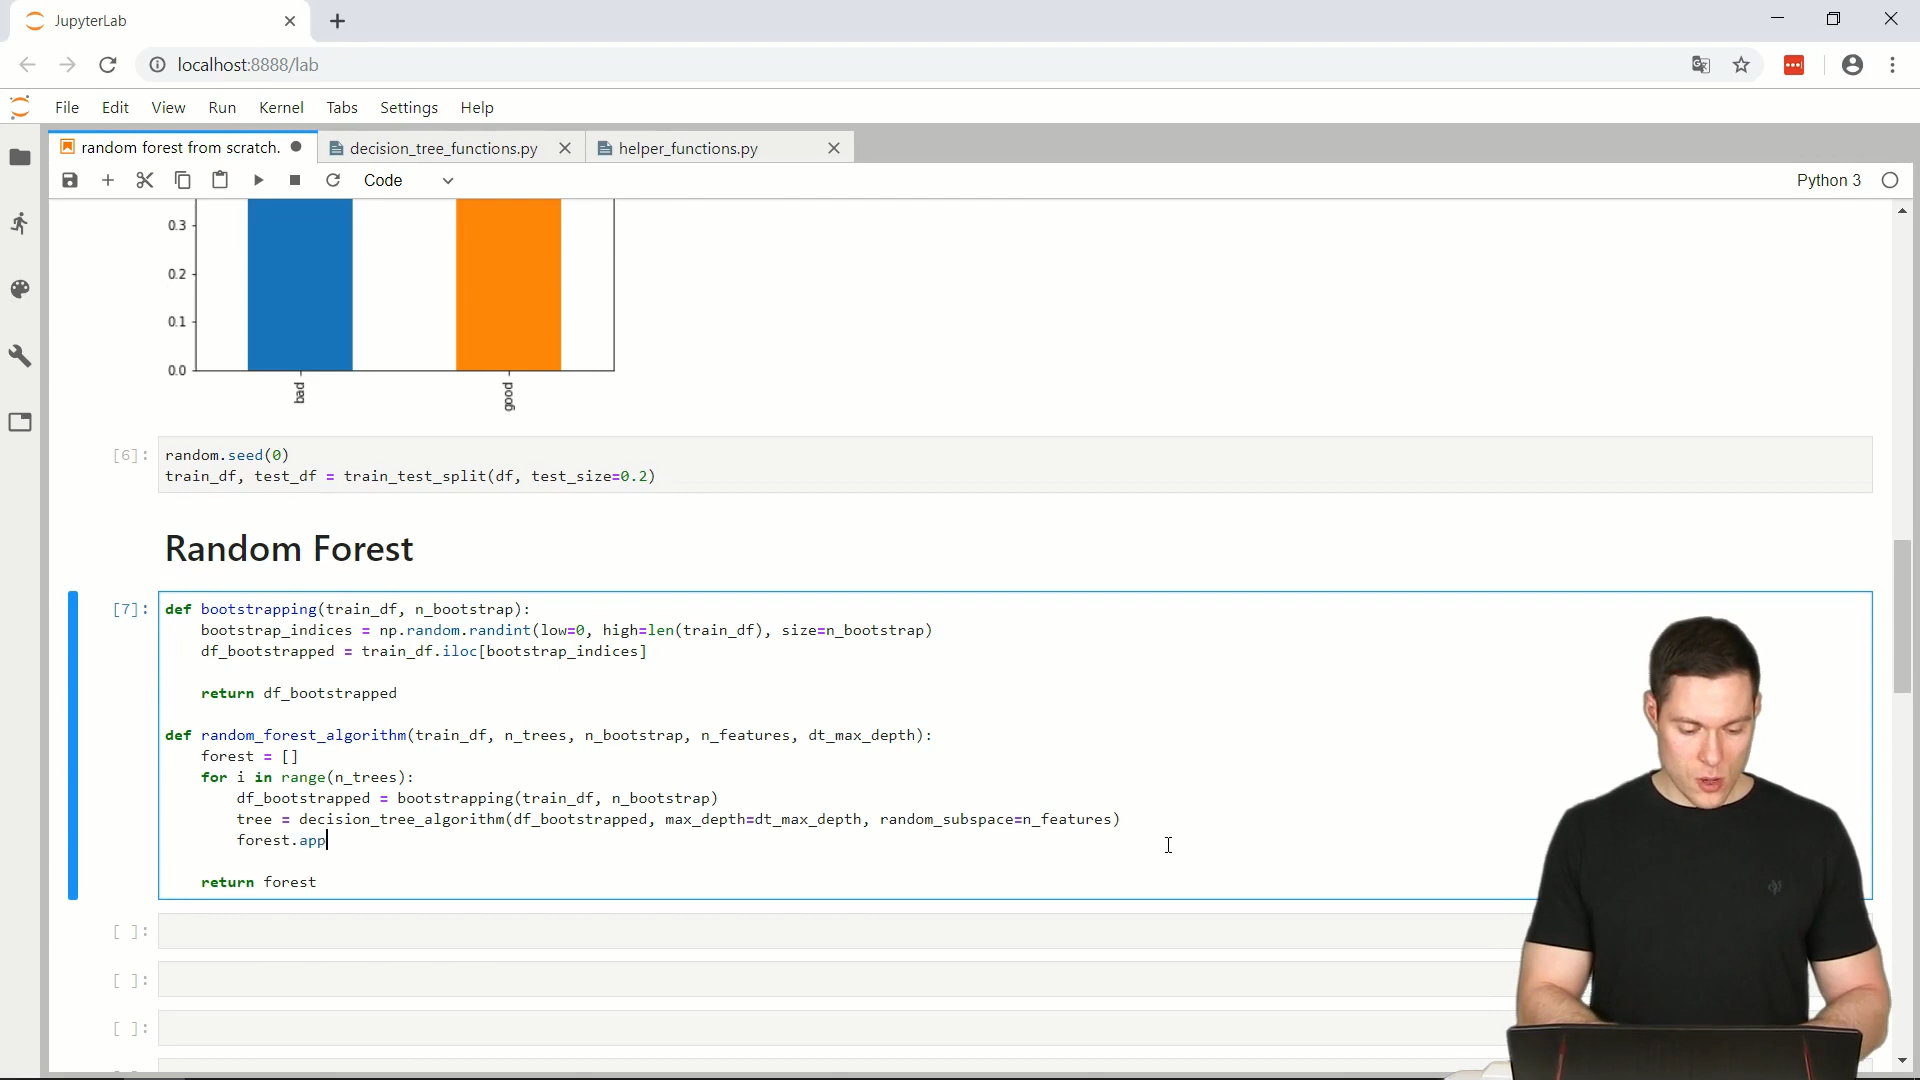 JupyterLab
localhost:8888/lab
File Edit View Run Kernel Tabs Settings Help
random forest from scratch. decision_tree_functions.py helper_functions.py
Code Python 3
0.3
0.2
0.1
0.0
bad good
[6]: random.seed(0)
train_df, test_df = train_test_split(df, test_size=0.2)
Random Forest
[7]: def bootstrapping(train_df, n_bootstrap):
bootstrap_indices = np.random.randint(low=0, high=len(train_df), size=n_bootstrap)
df_bootstrapped = train_df.iloc[bootstrap_indices]
return df_bootstrapped
def random_forest_algorithm(train_df, n_trees, n_bootstrap, n_features, dt_max_depth):
forest = []
for i in range(n_trees):
df_bootstrapped = bootstrapping(train_df, n_bootstrap)
tree = decision_tree_algorithm(df_bootstrapped, max_depth=dt_max_depth, random_subspace=n_features)
forest.app
return forest
[ ]:
[ ]:
[ ]: